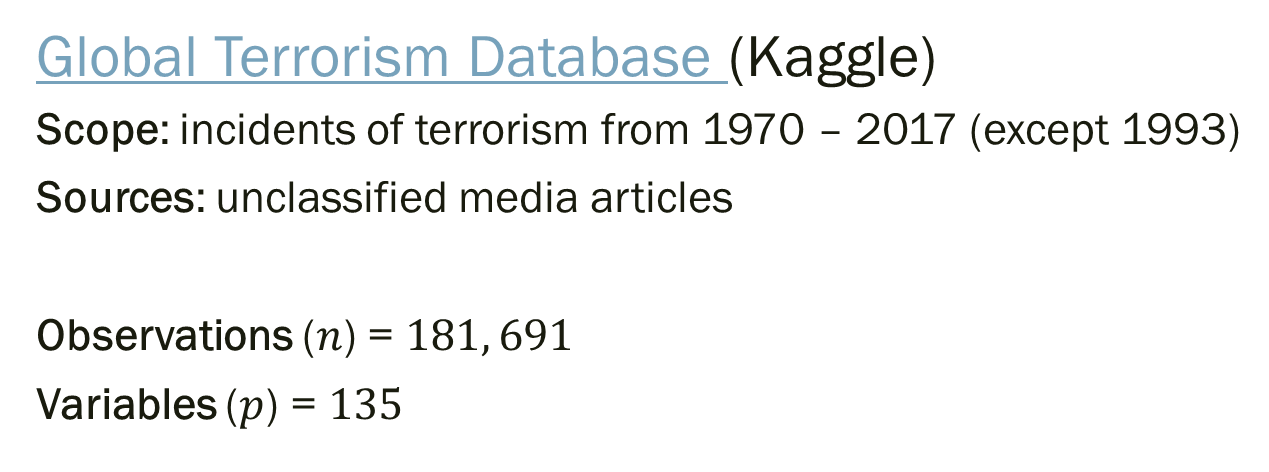 Global Terrorism Database (Kaggle)
Scope: incidents of terrorism from 1970 – 2017 (except 1993)
Sources: unclassified media articles
Observations (n) = 181,691
Variables (p) = 135